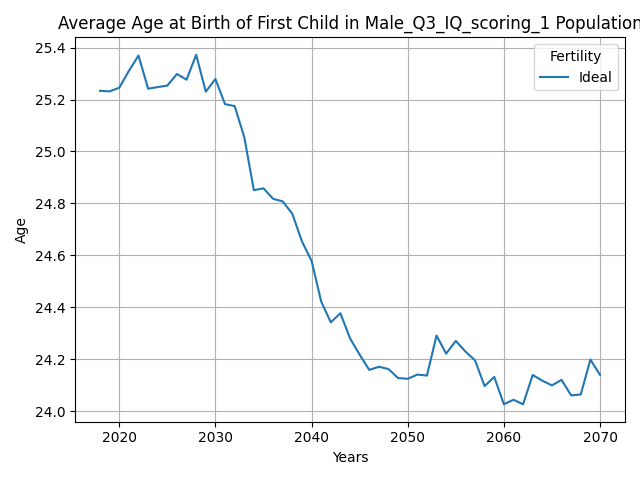 Average Age at Birth of First Child in Male_Q3_IQ_scoring_1 Population
Fertility
Ideal
25.4
25.2
25.0
24.8
24.6
24.4
24.2
24.0
Age
2020 2030 2040 2050 2060 2070
Years